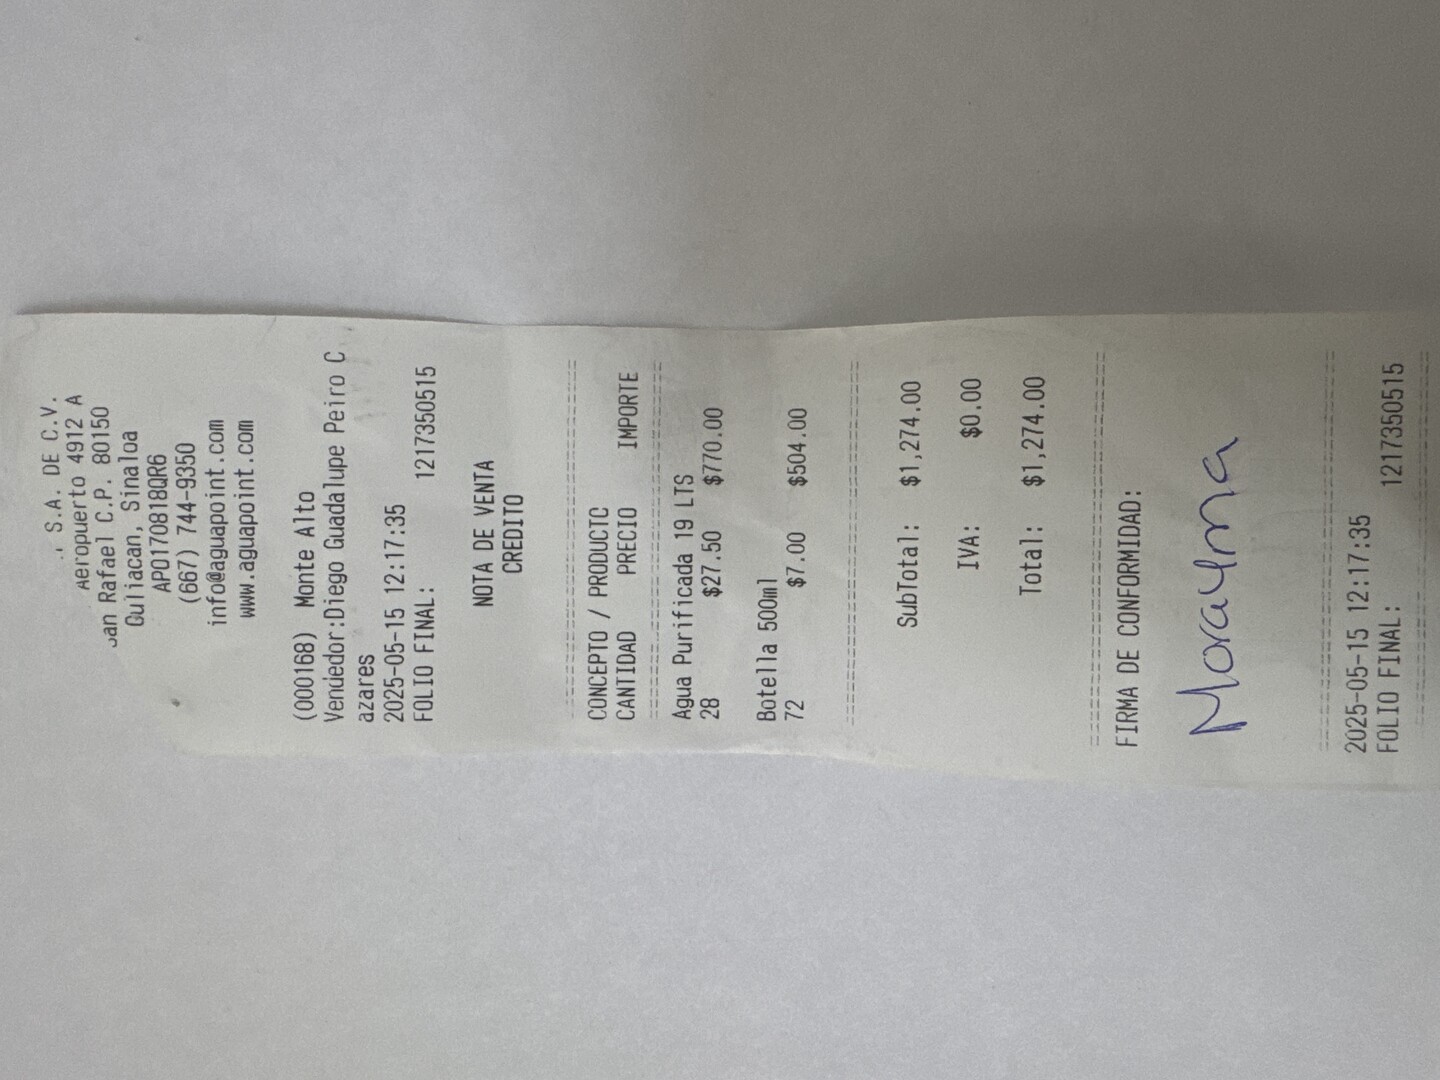 S.A. DE C.V.
Aeropuerto 4912 A
San Rafael C.P. 80150
Culiacan, Sinaloa
APO170818QR6
(667) 744-9350
info@aguapoint.com
www.aguapoint.com
(000168) Monte Alto
Vendedor:Diego Guadalupe Peiro C
azares
2025-05-15 12:17:35
FOLIO FINAL: 1217350515
NOTA DE VENTA
CREDITO
CONCEPTO / PRODUCTO
CANTIDAD PRECIO IMPORTE
Agua Purificada 19 LTS
28 $27.50 $770.00
Botella 500ml
72 $7.00 $504.00
SubTotal: $1,274.00
IVA: $0.00
Total: $1,274.00
FIRMA DE CONFORMIDAD:
Morayma
2025-05-15 12:17:35
FOLIO FINAL: 1217350515